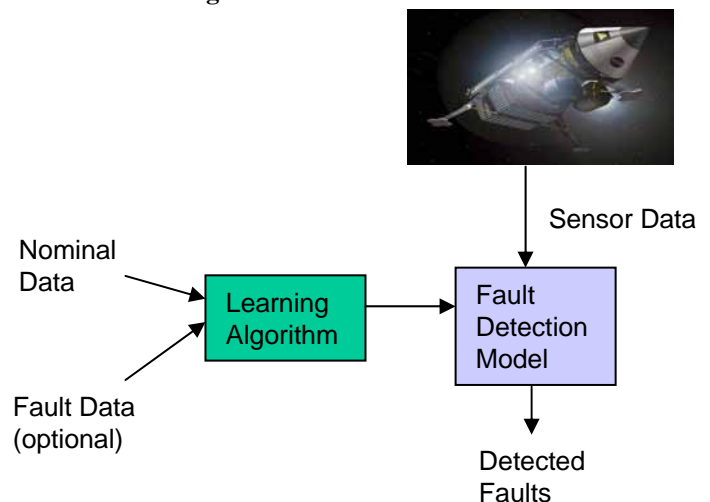 Sensor Data
Nominal
Data
Learning
Algorithm
Fault
Detection
Model
Fault Data
(optional)
Detected
Faults